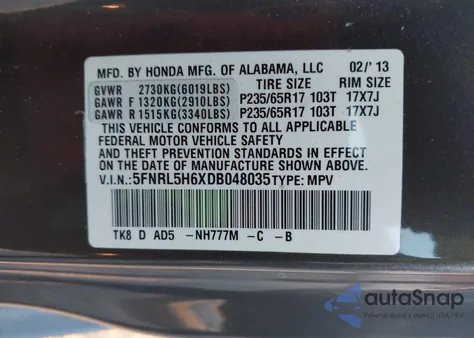 MFD. BY HONDA MFG. OF ALABAMA, LLC 02/'13
TIRE SIZE RIM SIZE
GVWR 2730KG(6019LBS)
GAWR F 1320KG(2910LBS) P235/65R17 103T 17X7J
GAWR R 1515KG(3340LBS) P235/65R17 103T 17X7J
THIS VEHICLE CONFORMS TO ALL APPLICABLE
FEDERAL MOTOR VEHICLE SAFETY, BUMPER, AND
THEFT PREVENTION STANDARDS IN EFFECT ON
THE DATE OF MANUFACTURE SHOWN ABOVE.
V.I.N.:5FNRL5H6XDB048035 TYPE: MPV
TK8 D AD5 -NH777M -C -B
autoSnap